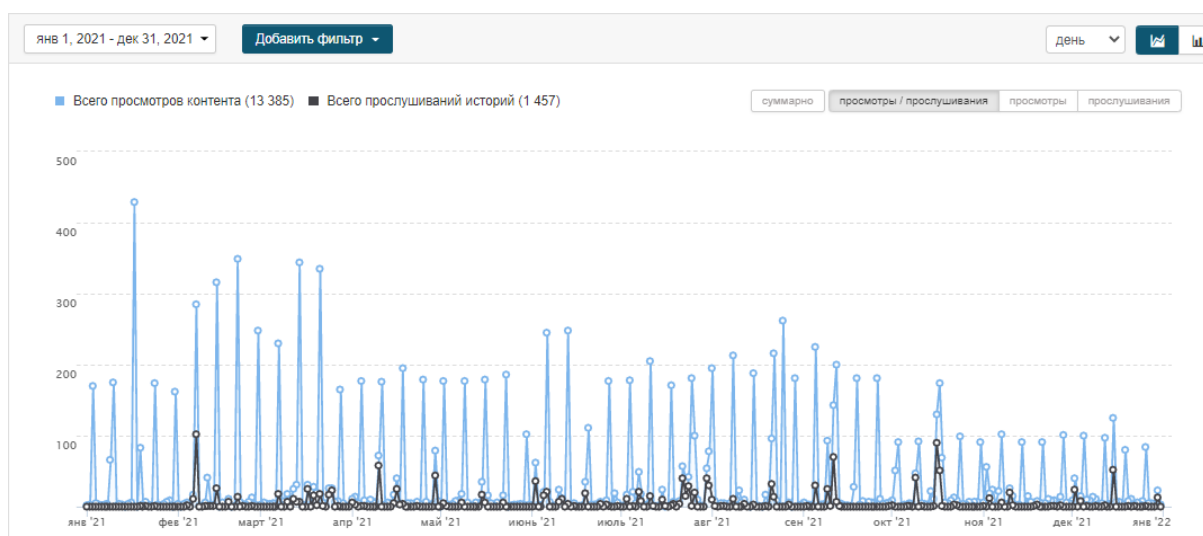 янв 1, 2021 - дек 31, 2021 Добавить фильтр день
Всего просмотров контента (13 385) Всего прослушиваний историй (1 457) суммарно просмотры / прослушивания просмотры прослушивания
500
400
300
200
100
янв '21 фев '21 март '21 апр '21 май '21 июнь '21 июль '21 авг '21 сен '21 окт '21 ноя '21 дек '21 янв '22